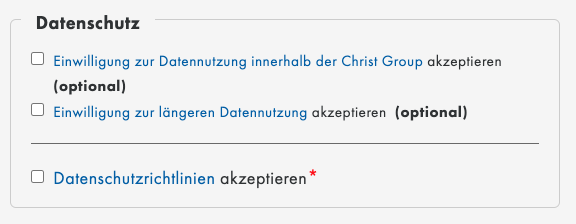 Datenschutz
Einwilligung zur Datennutzung innerhalb der Christ Group akzeptieren
(optional)
Einwilligung zur längeren Datennutzung akzeptieren (optional)
Datenschutzrichtlinien akzeptieren*